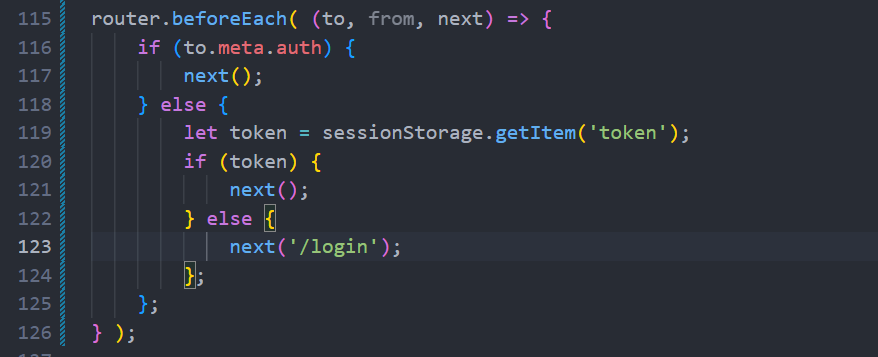 115 router.beforeEach( (to, from, next) => {
116 if (to.meta.auth) {
117 next();
118 } else {
119 let token = sessionStorage.getItem('token');
120 if (token) {
121 next();
122 } else {
123 next('/login');
124 };
125 };
126 } );